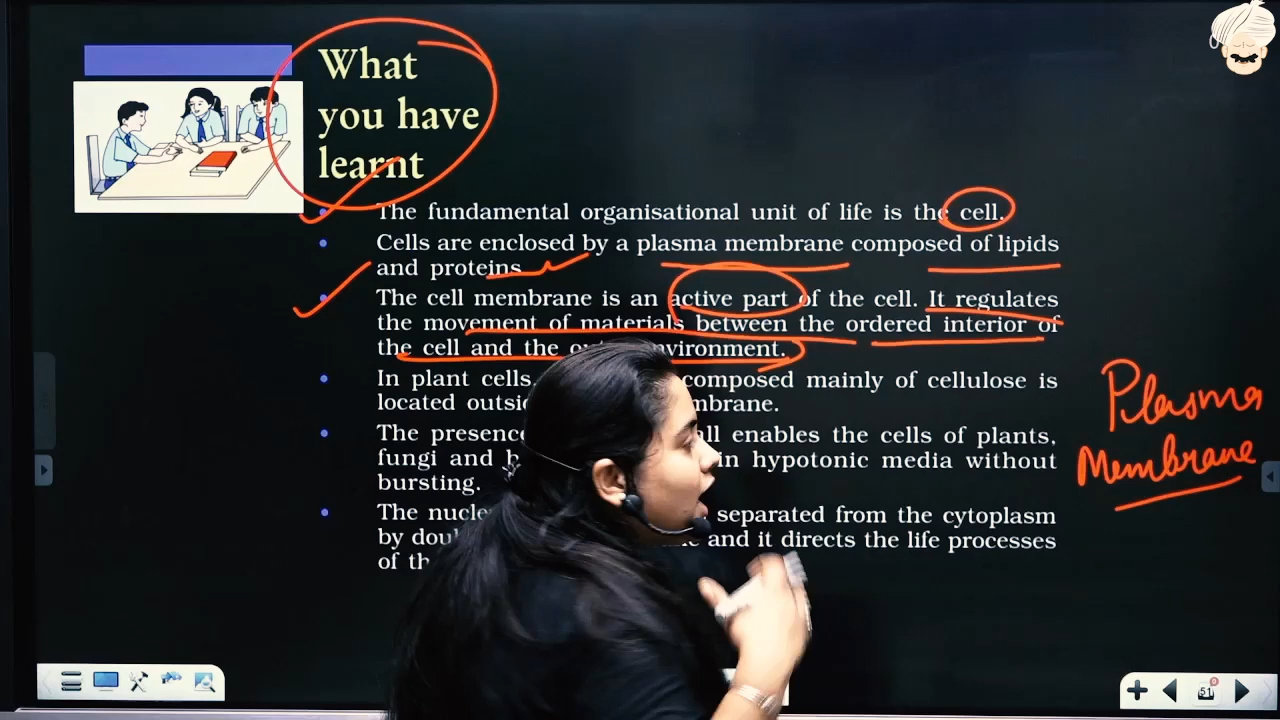 What
you have
learnt
The fundamental organisational unit of life is the cell.
Cells are enclosed by a plasma membrane composed of lipids
and proteins
The cell membrane is an active part of the cell. It regulates
the movement of materials between the ordered interior of
the cell and the environment.
In plant cells, composed mainly of cellulose is
located
The presence enables the cells of plants,
fungi and in hypotonic media without
bursting.
The separated from the cytoplasm
by and it directs the life processes
of
Plasma
Membrane
51